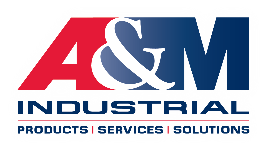 A&M
INDUSTRIAL
PRODUCTS | SERVICES | SOLUTIONS